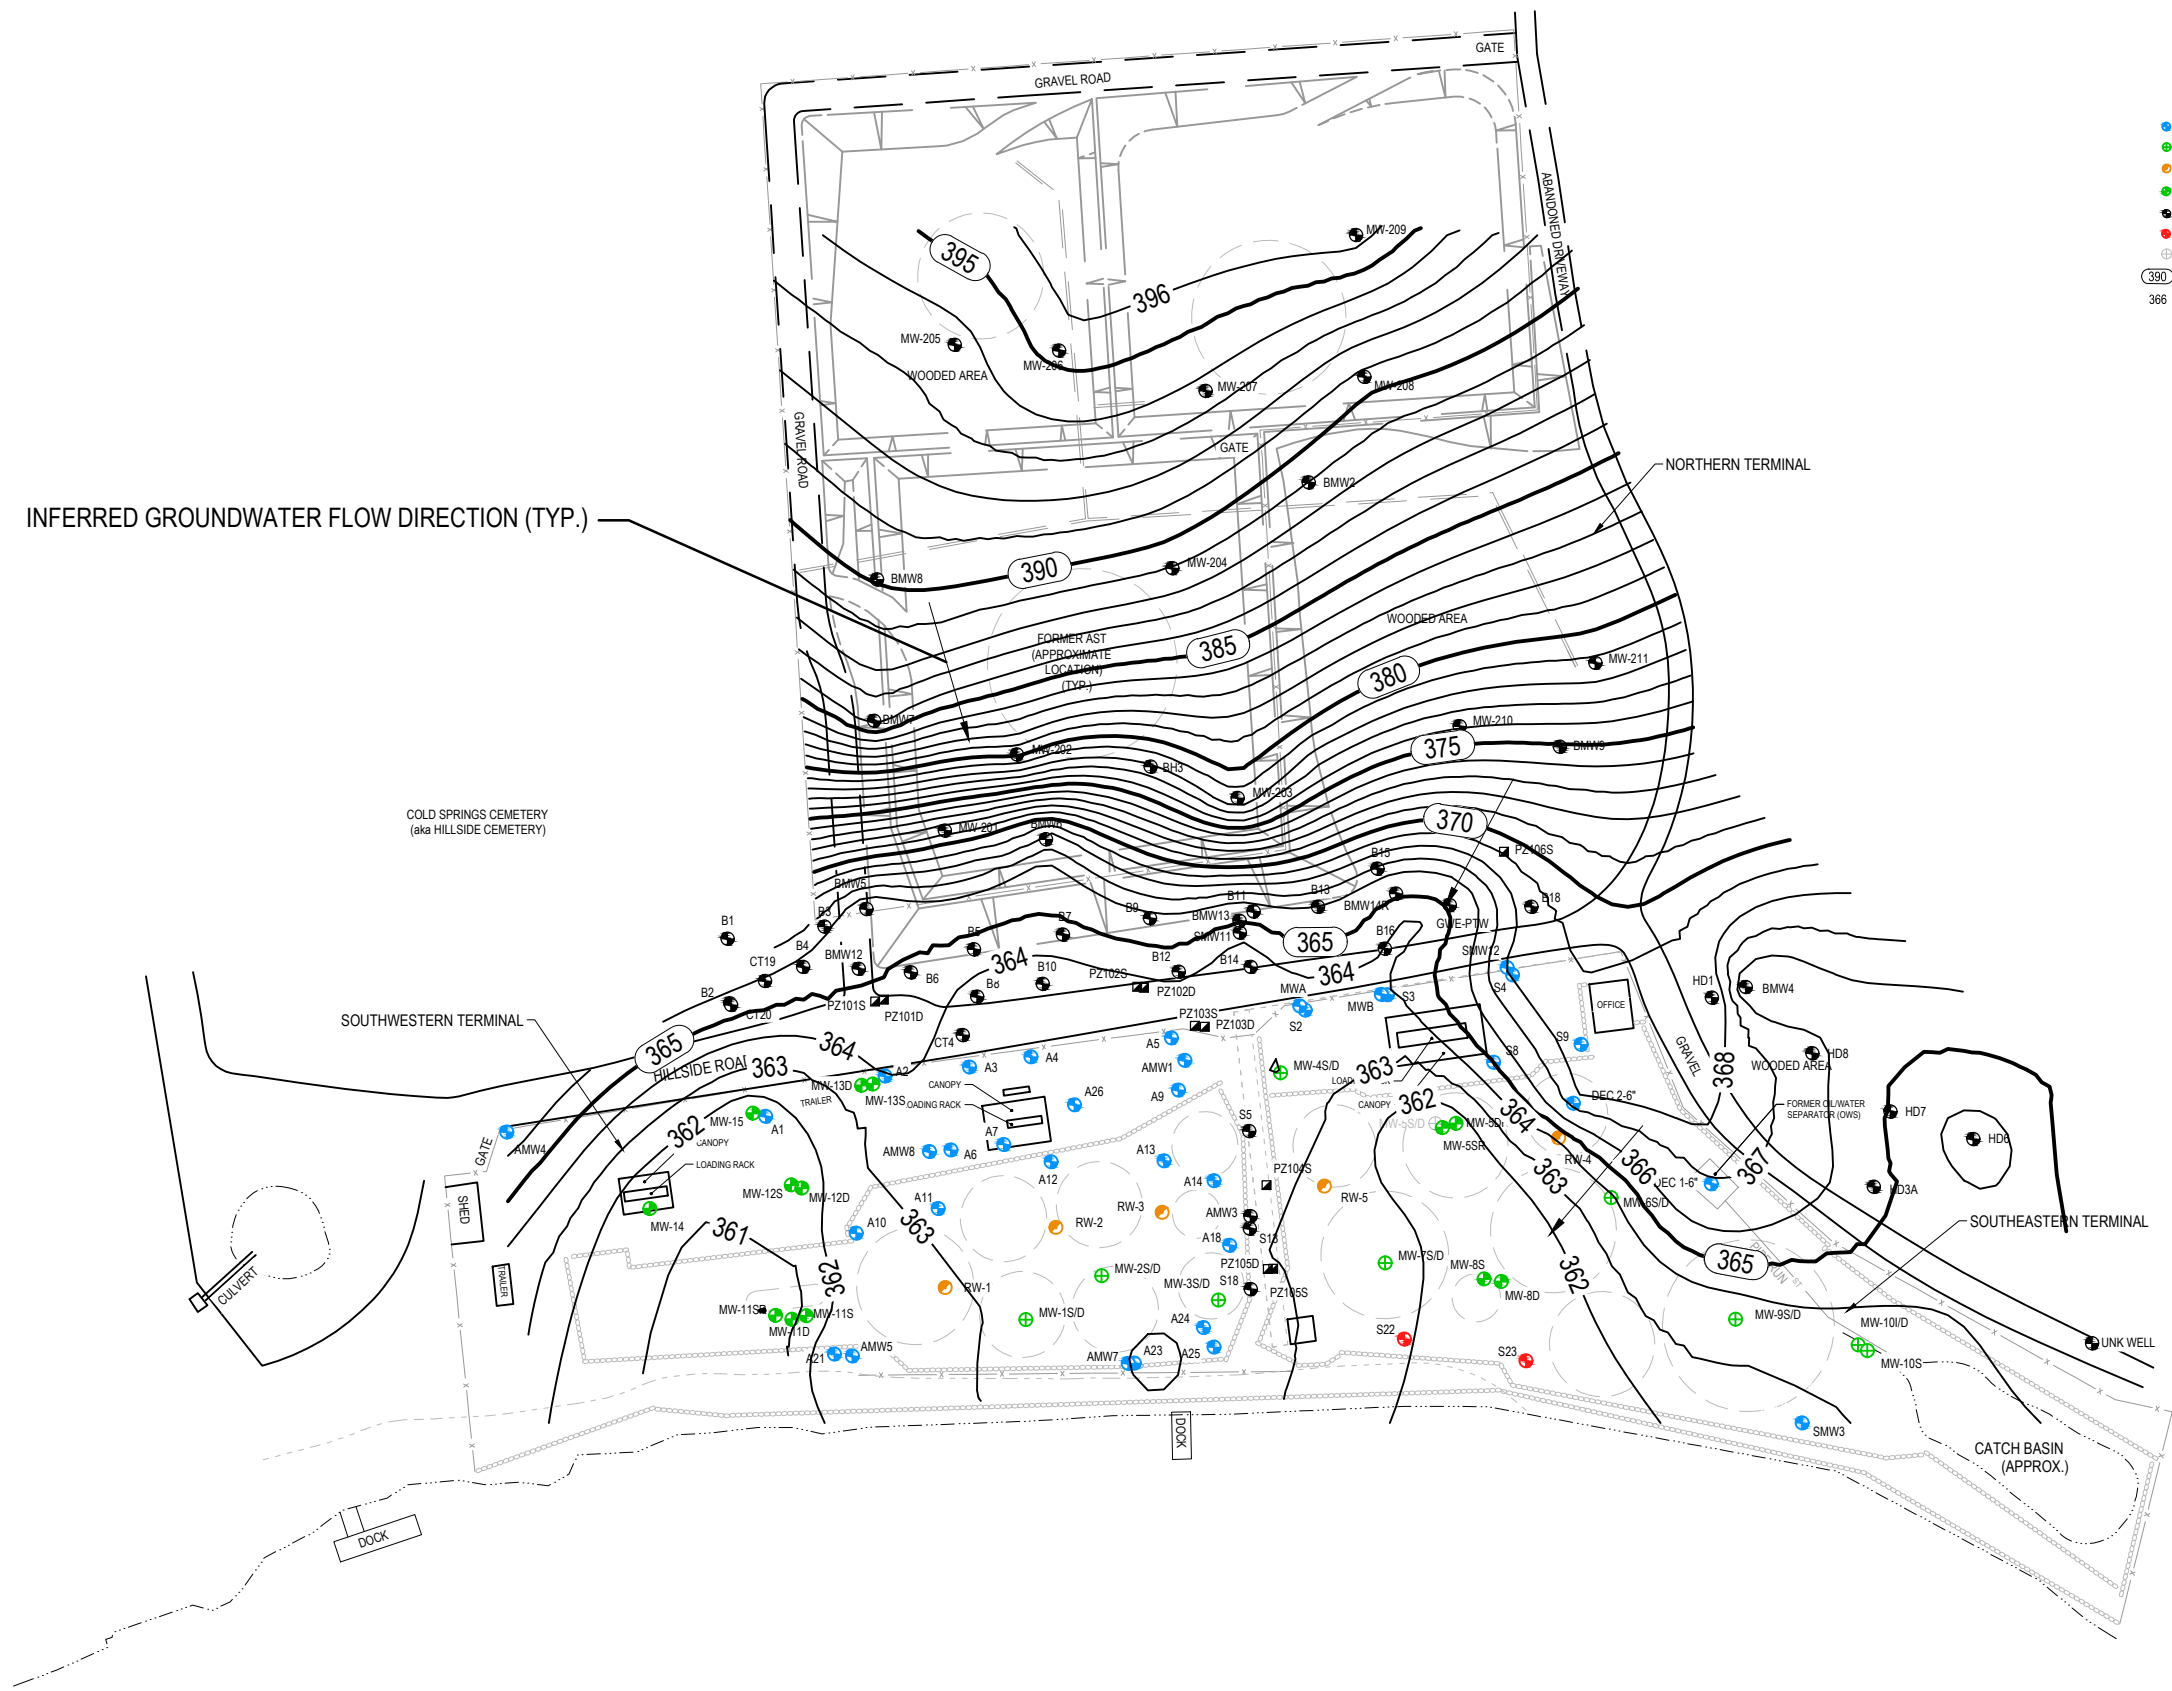 GATE
GRAVEL ROAD
ABANDONED DRIVEWAY
MW-209
395
396
390
366
MW-205
MW-206
WOODED AREA
MW-207
MW-208
GRAVEL ROAD
GATE
NORTHERN TERMINAL
BMW2
INFERRED GROUNDWATER FLOW DIRECTION (TYP.)
MW-204
390
BMW8
WOODED AREA
FORMER AST
(APPROXIMATE
LOCATION)
(TYP.)
385
380
MW-211
BMW7
MW-210
MW-202
375
BMW9
BH3
MW-203
COLD SPRINGS CEMETERY
(aka HILLSIDE CEMETERY)
370
MW-201
BMW6
PZ106S
B15
BMW5
B1
B3
B7
B9
B11
B13
BMW14R
B18
BMW13
SMW11
GWE-PTW
365
B16
SMW12
B4
B5
364
CT19
BMW12
B6
B10
PZ102S
B12
B14
364
B2
B8
PZ102D
S4
HD1
BMW4
MWA
MWB
S3
OFFICE
CT20
PZ101S
PZ101D
PZ103S
PZ103D
S2
SOUTHWESTERN TERMINAL
364
CT4
A5
S9
GRAVEL
365
HILLSIDE ROAD
363
A4
AMW1
S8
HD8
WOODED AREA
368
MW-13D
A2
A3
MW-4S/D
363
MW-13S
CANOPY
TRAILER
LOADING RACK
A26
A9
CANOPY
362
DEC 2-6"
FORMER OIL/WATER
SEPARATOR (OWS)
HD7
MW-15
A1
362
S5
MW-5S/D
MW-5DR
MW-5SR
364
GATE
AMW4
CANOPY
A7
HD6
LOADING RACK
AMW8
A6
A13
RW-4
366
367
363
PZ104S
DEC 1-6"
MW-12S
MW-12D
A12
A14
RW-5
MW-6S/D
HD3A
SHED
MW-14
A11
RW-3
AMW3
361
A10
363
RW-2
S13
SOUTHEASTERN TERMINAL
A18
365
TRAILER
CULVERT
362
RW-1
MW-2S/D
MW-3S/D
PZ105D
S18
PZ105S
MW-7S/D
MW-8S
MW-8D
362
MW-11SR
MW-11D
MW-11S
MW-1S/D
A24
S22
MW-9S/D
MW-10I/D
MW-10S
UNK WELL
A21
AMW5
AMW7
A23
A25
S23
DOCK
SMW3
CATCH BASIN
(APPROX.)
DOCK